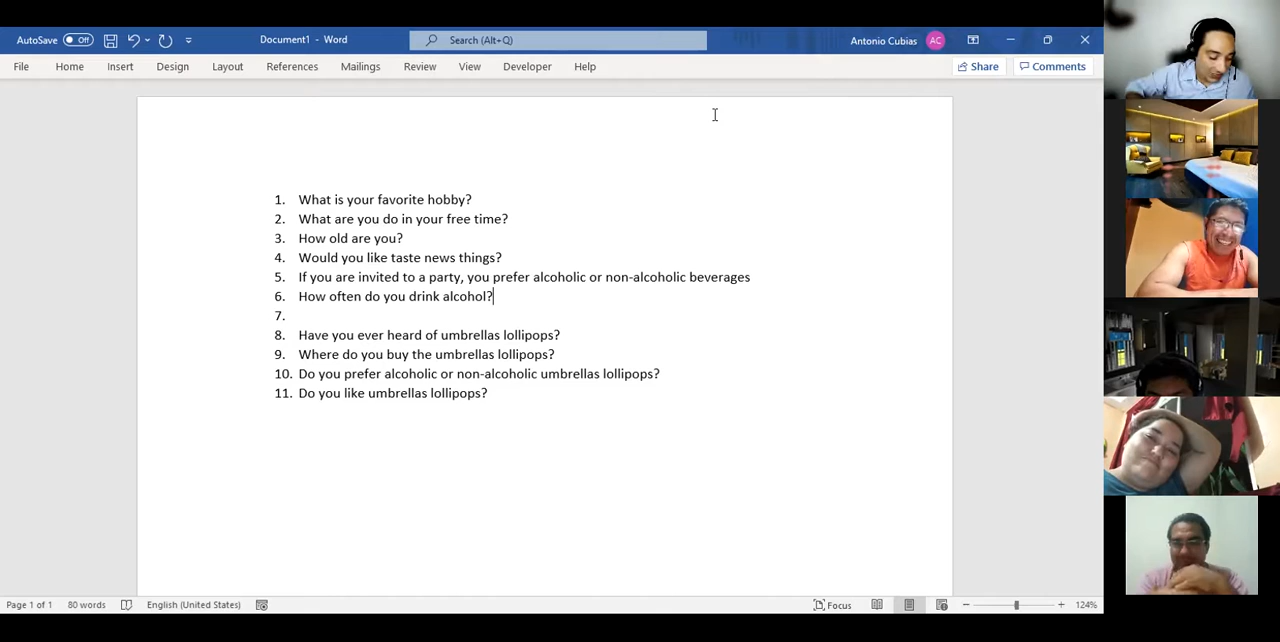 AutoSave Off Document1 - Word Search (Alt+Q) Antonio Cubias AC
File Home Insert Design Layout References Mailings Review View Developer Help Share Comments
1. What is your favorite hobby?
2. What are you do in your free time?
3. How old are you?
4. Would you like taste news things?
5. If you are invited to a party, you prefer alcoholic or non-alcoholic beverages
6. How often do you drink alcohol?
7.
8. Have you ever heard of umbrellas lollipops?
9. Where do you buy the umbrellas lollipops?
10. Do you prefer alcoholic or non-alcoholic umbrellas lollipops?
11. Do you like umbrellas lollipops?
Page 1 of 1 80 words English (United States) Focus 124%